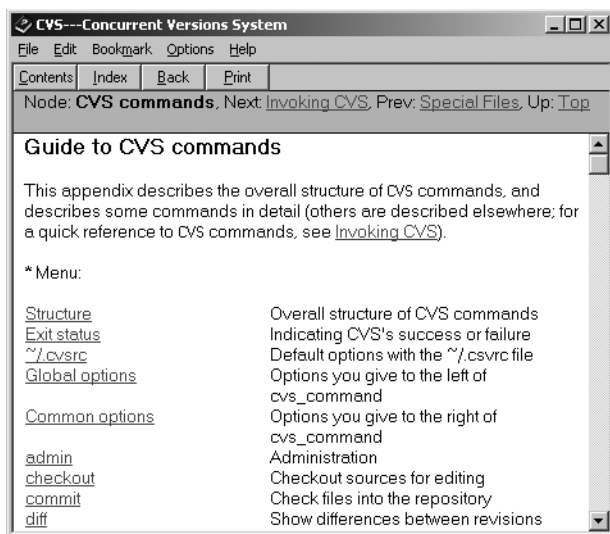 CVS---Concurrent Versions System
File Edit Bookmark Options Help
Contents Index Back Print
Node: CVS commands, Next: Invoking CVS, Prev: Special Files, Up: Top
Guide to CVS commands
This appendix describes the overall structure of CVS commands, and
describes some commands in detail (others are described elsewhere; for
a quick reference to CVS commands, see Invoking CVS).
* Menu:
Structure Overall structure of CVS commands
Exit status Indicating CVS's success or failure
~/.cvsrc Default options with the ~/.csvrc file
Global options Options you give to the left of
cvs_command
Common options Options you give to the right of
cvs_command
admin Administration
checkout Checkout sources for editing
commit Check files into the repository
diff Show differences between revisions